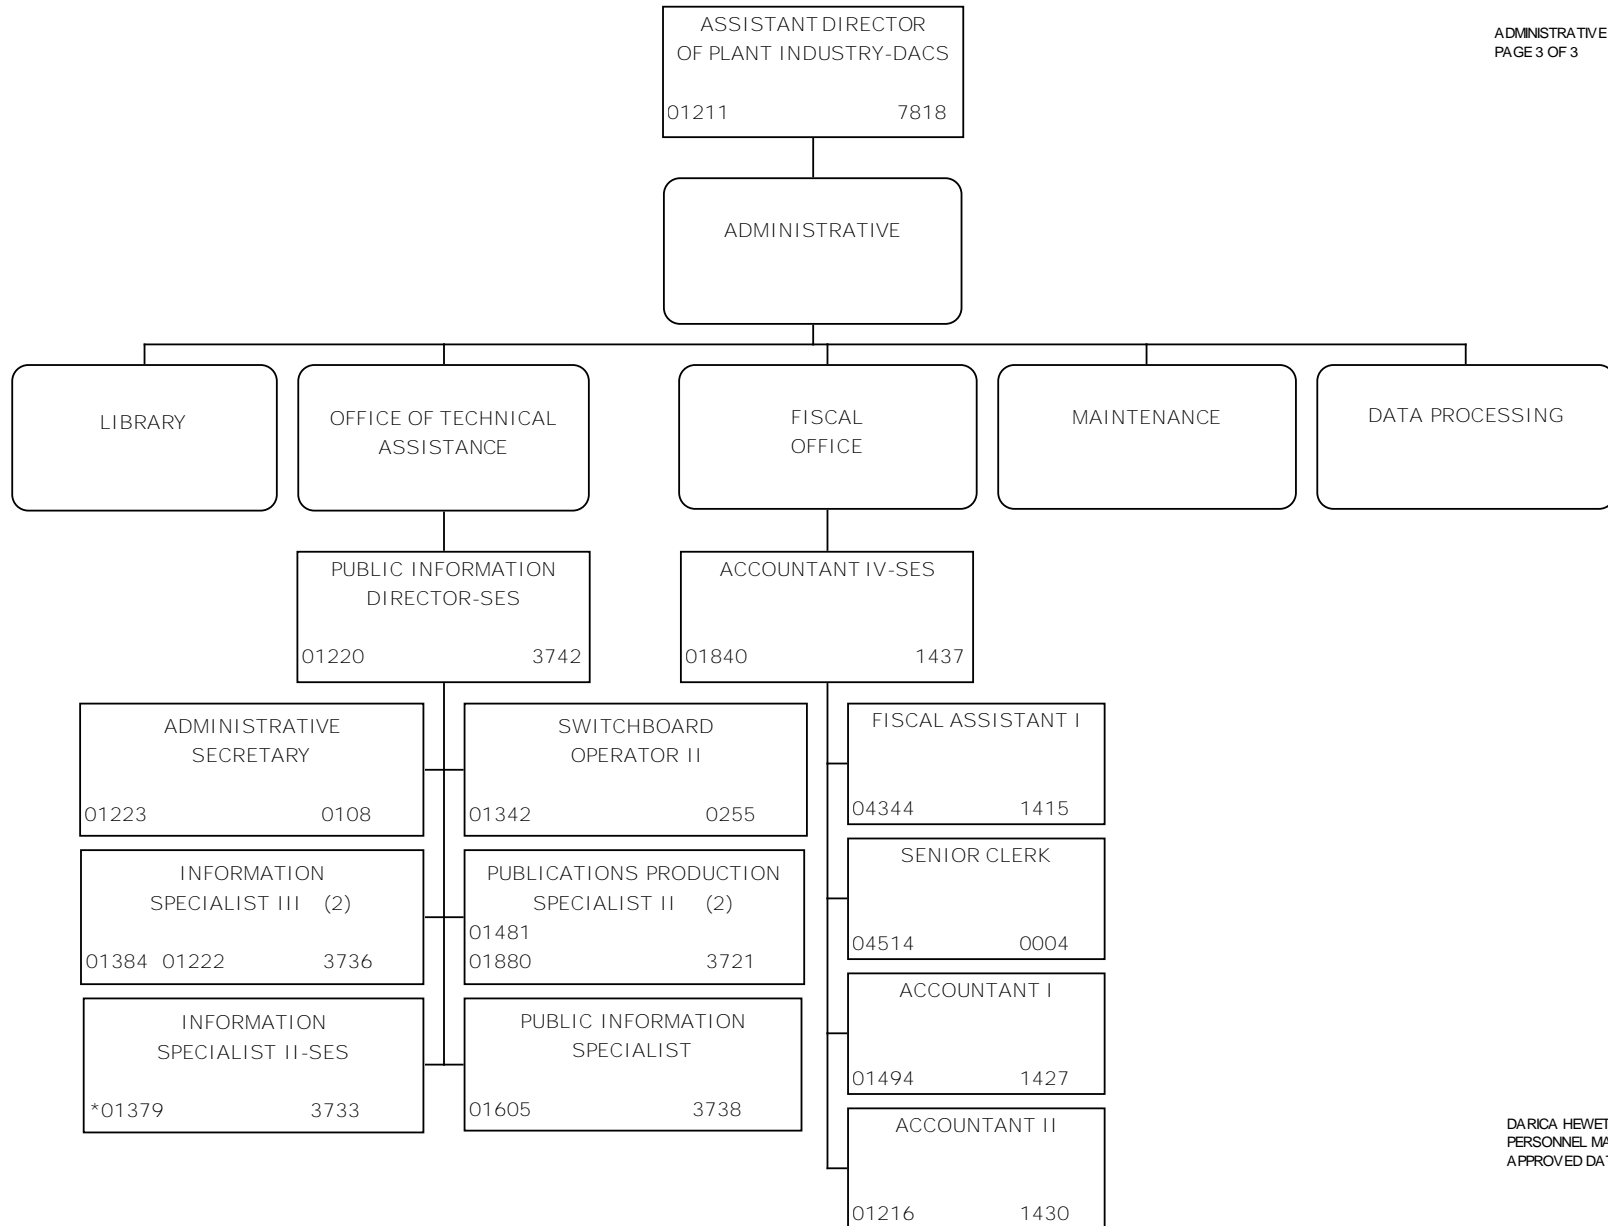 ASSISTANT DIRECTOR
OF PLANT INDUSTRY-DACS
01211 7818
ADMINISTRATIVE
PAGE 3 OF 3
ADMINISTRATIVE
LIBRARY
OFFICE OF TECHNICAL
ASSISTANCE
FISCAL
OFFICE
MAINTENANCE
DATA PROCESSING
PUBLIC INFORMATION
DIRECTOR-SES
01220 3742
ACCOUNTANT IV-SES
01840 1437
ADMINISTRATIVE
SECRETARY
01223 0108
SWITCHBOARD
OPERATOR II
01342 0255
INFORMATION
SPECIALIST III (2)
01384 01222 3736
PUBLICATIONS PRODUCTION
SPECIALIST II (2)
01481
01880 3721
INFORMATION
SPECIALIST II-SES
*01379 3733
PUBLIC INFORMATION
SPECIALIST
01605 3738
FISCAL ASSISTANT I
04344 1415
SENIOR CLERK
04514 0004
ACCOUNTANT I
01494 1427
ACCOUNTANT II
01216 1430
DARICA
PERSONNEL
APPROVED